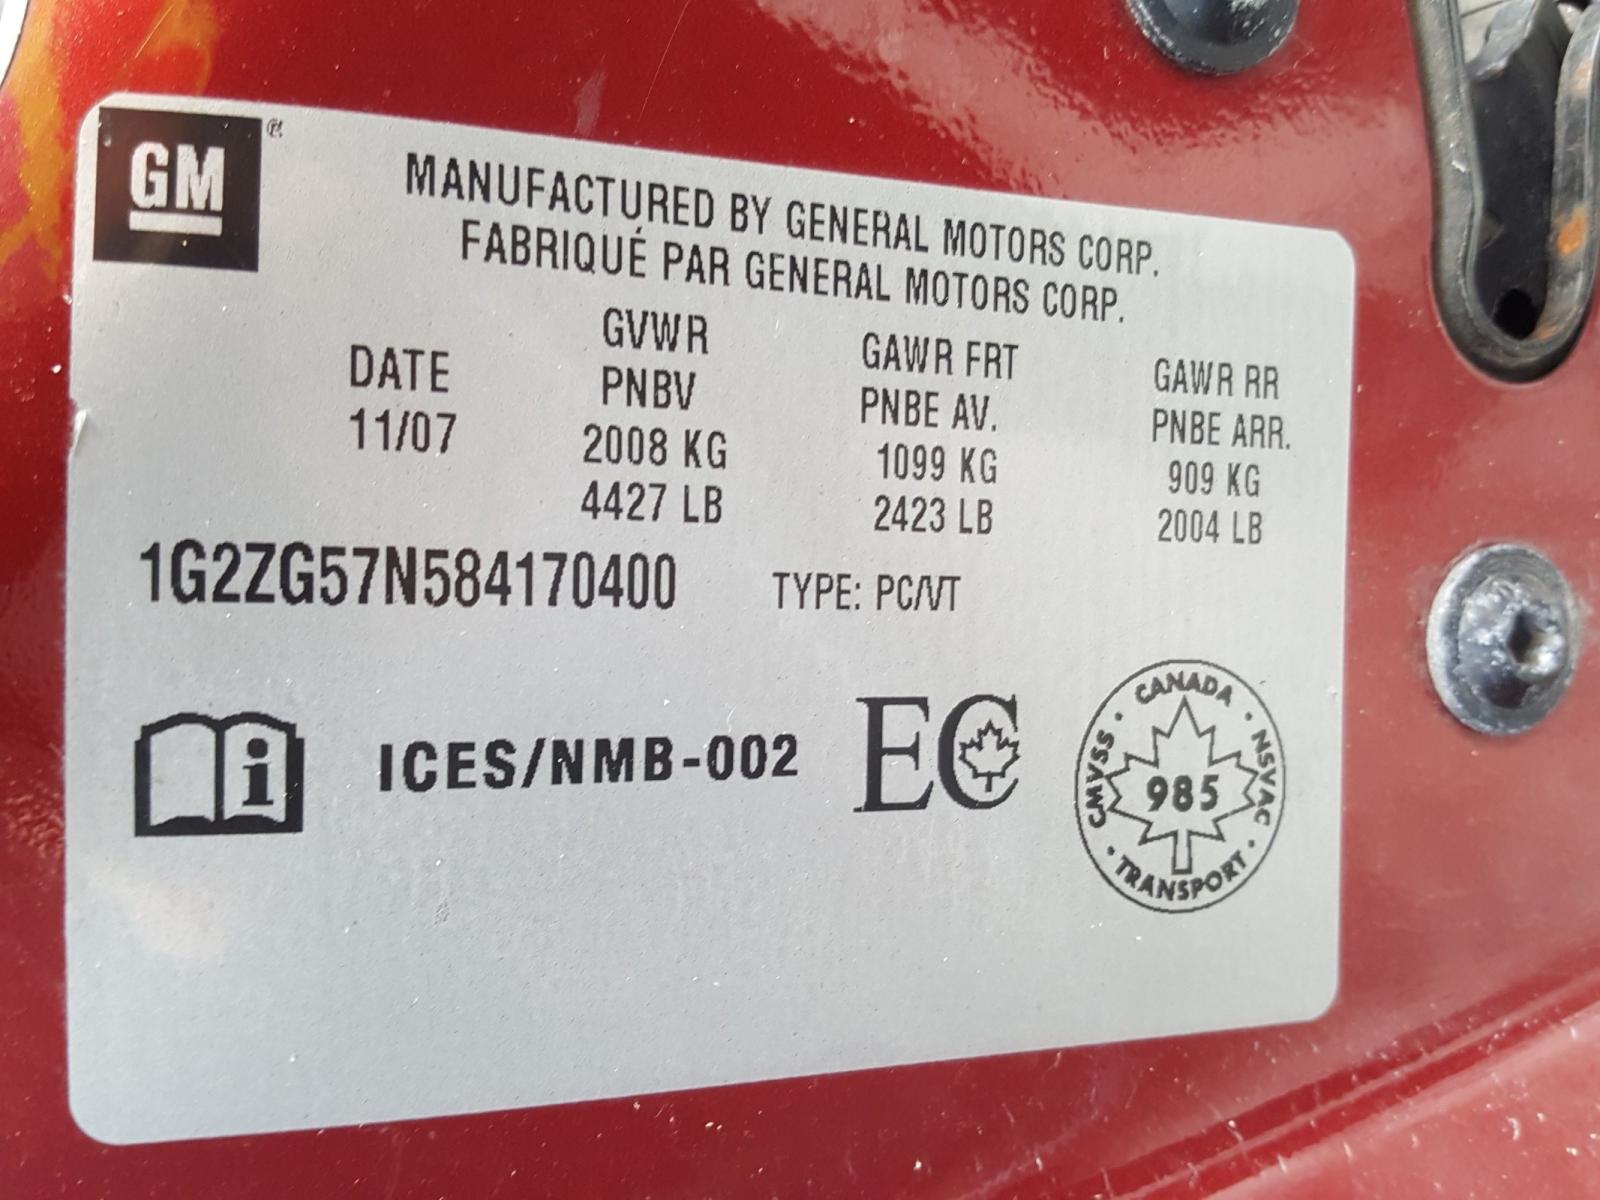 GM
MANUFACTURED BY GENERAL MOTORS CORP.
FABRIQUÉ PAR GENERAL MOTORS CORP.
DATE
11/07
GVWR
PNBV
2008 KG
4427 LB
GAWR FRT
PNBE AV.
1099 KG
2423 LB
GAWR RR
PNBE ARR.
909 KG
2004 LB
1G2ZG57N584170400 TYPE: PC/VT
i
ICES/NMB-002
EC
CANADA
CMVSS · NSVAC
985
TRANSPORT